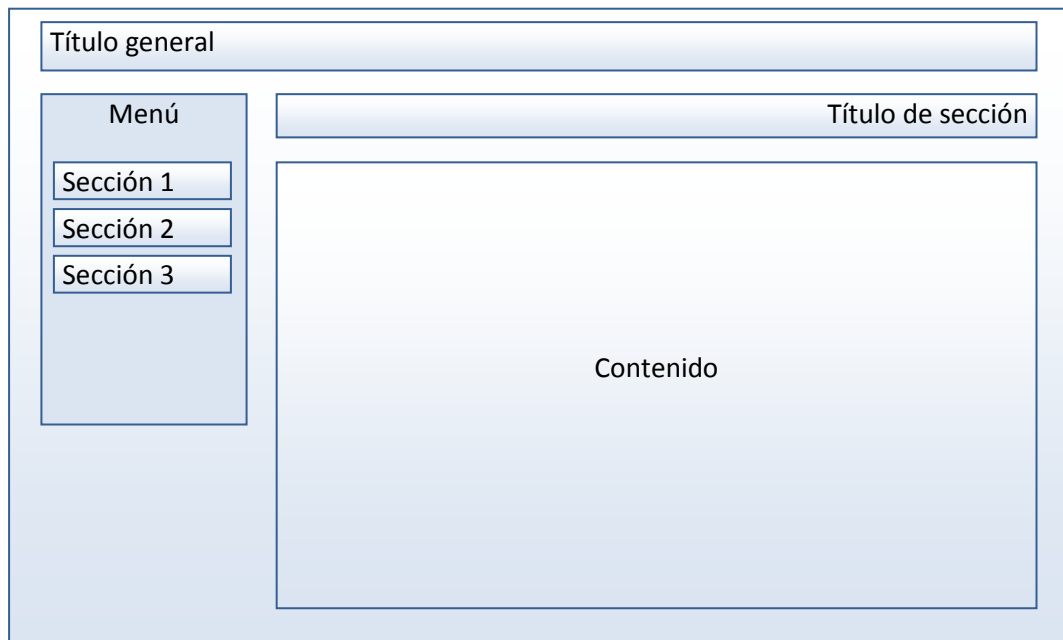 Título general
Menú
Sección 1
Sección 2
Sección 3
Título de sección
Contenido